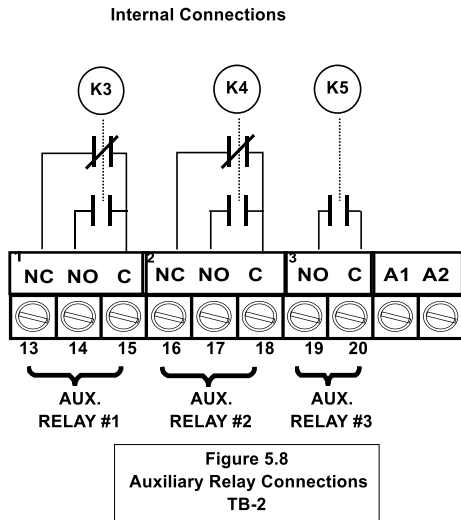 Internal Connections
K3 K4 K5
1 2 3
NC NO C NC NO C NO C A1 A2
13 14 15 16 17 18 19 20
AUX. AUX. AUX.
RELAY #1 RELAY #2 RELAY #3
Figure 5.8
Auxiliary Relay Connections
TB-2